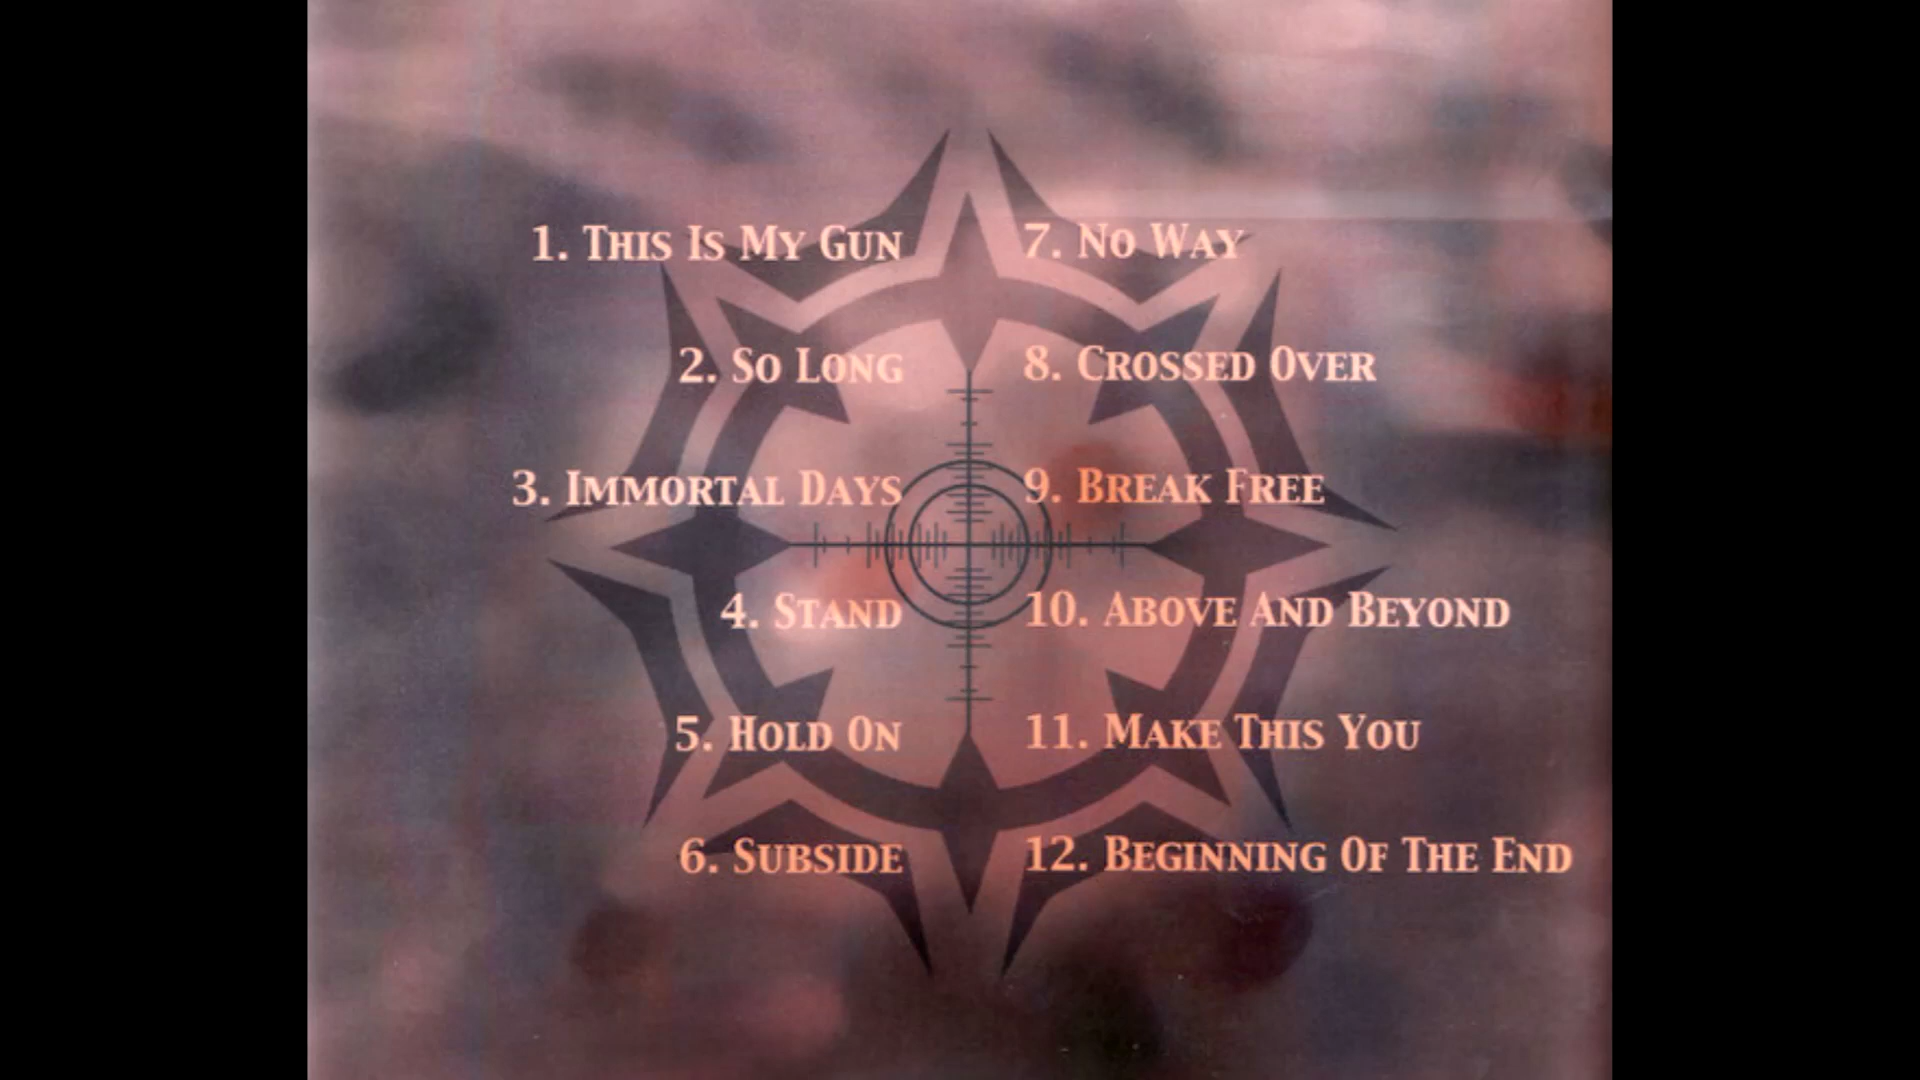 1. This Is My Gun
2. So Long
3. Immortal Days
4. Stand
5. Hold On
6. Subside
7. No Way
8. Crossed Over
9. Break Free
10. Above And Beyond
11. Make This You
12. Beginning Of The End